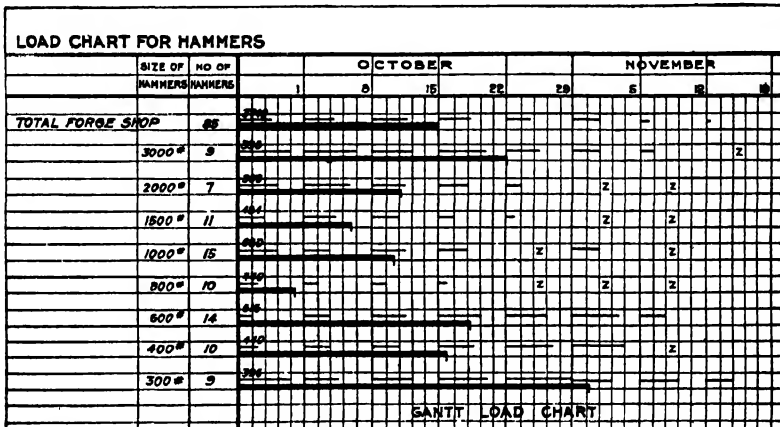 LOAD CHART FOR HAMMERS
SIZE OF NO OF OCTOBER NOVEMBER
HAMMERS HAMMERS 1 8 15 22 29 5 12
TOTAL FORGE SHOP 85
3000# 9 Z
2000# 7 Z Z
1500# 11 Z Z
1000# 15 Z Z
800# 10 Z Z Z
600# 14
400# 10 Z
300# 9
GANTT LOAD CHART